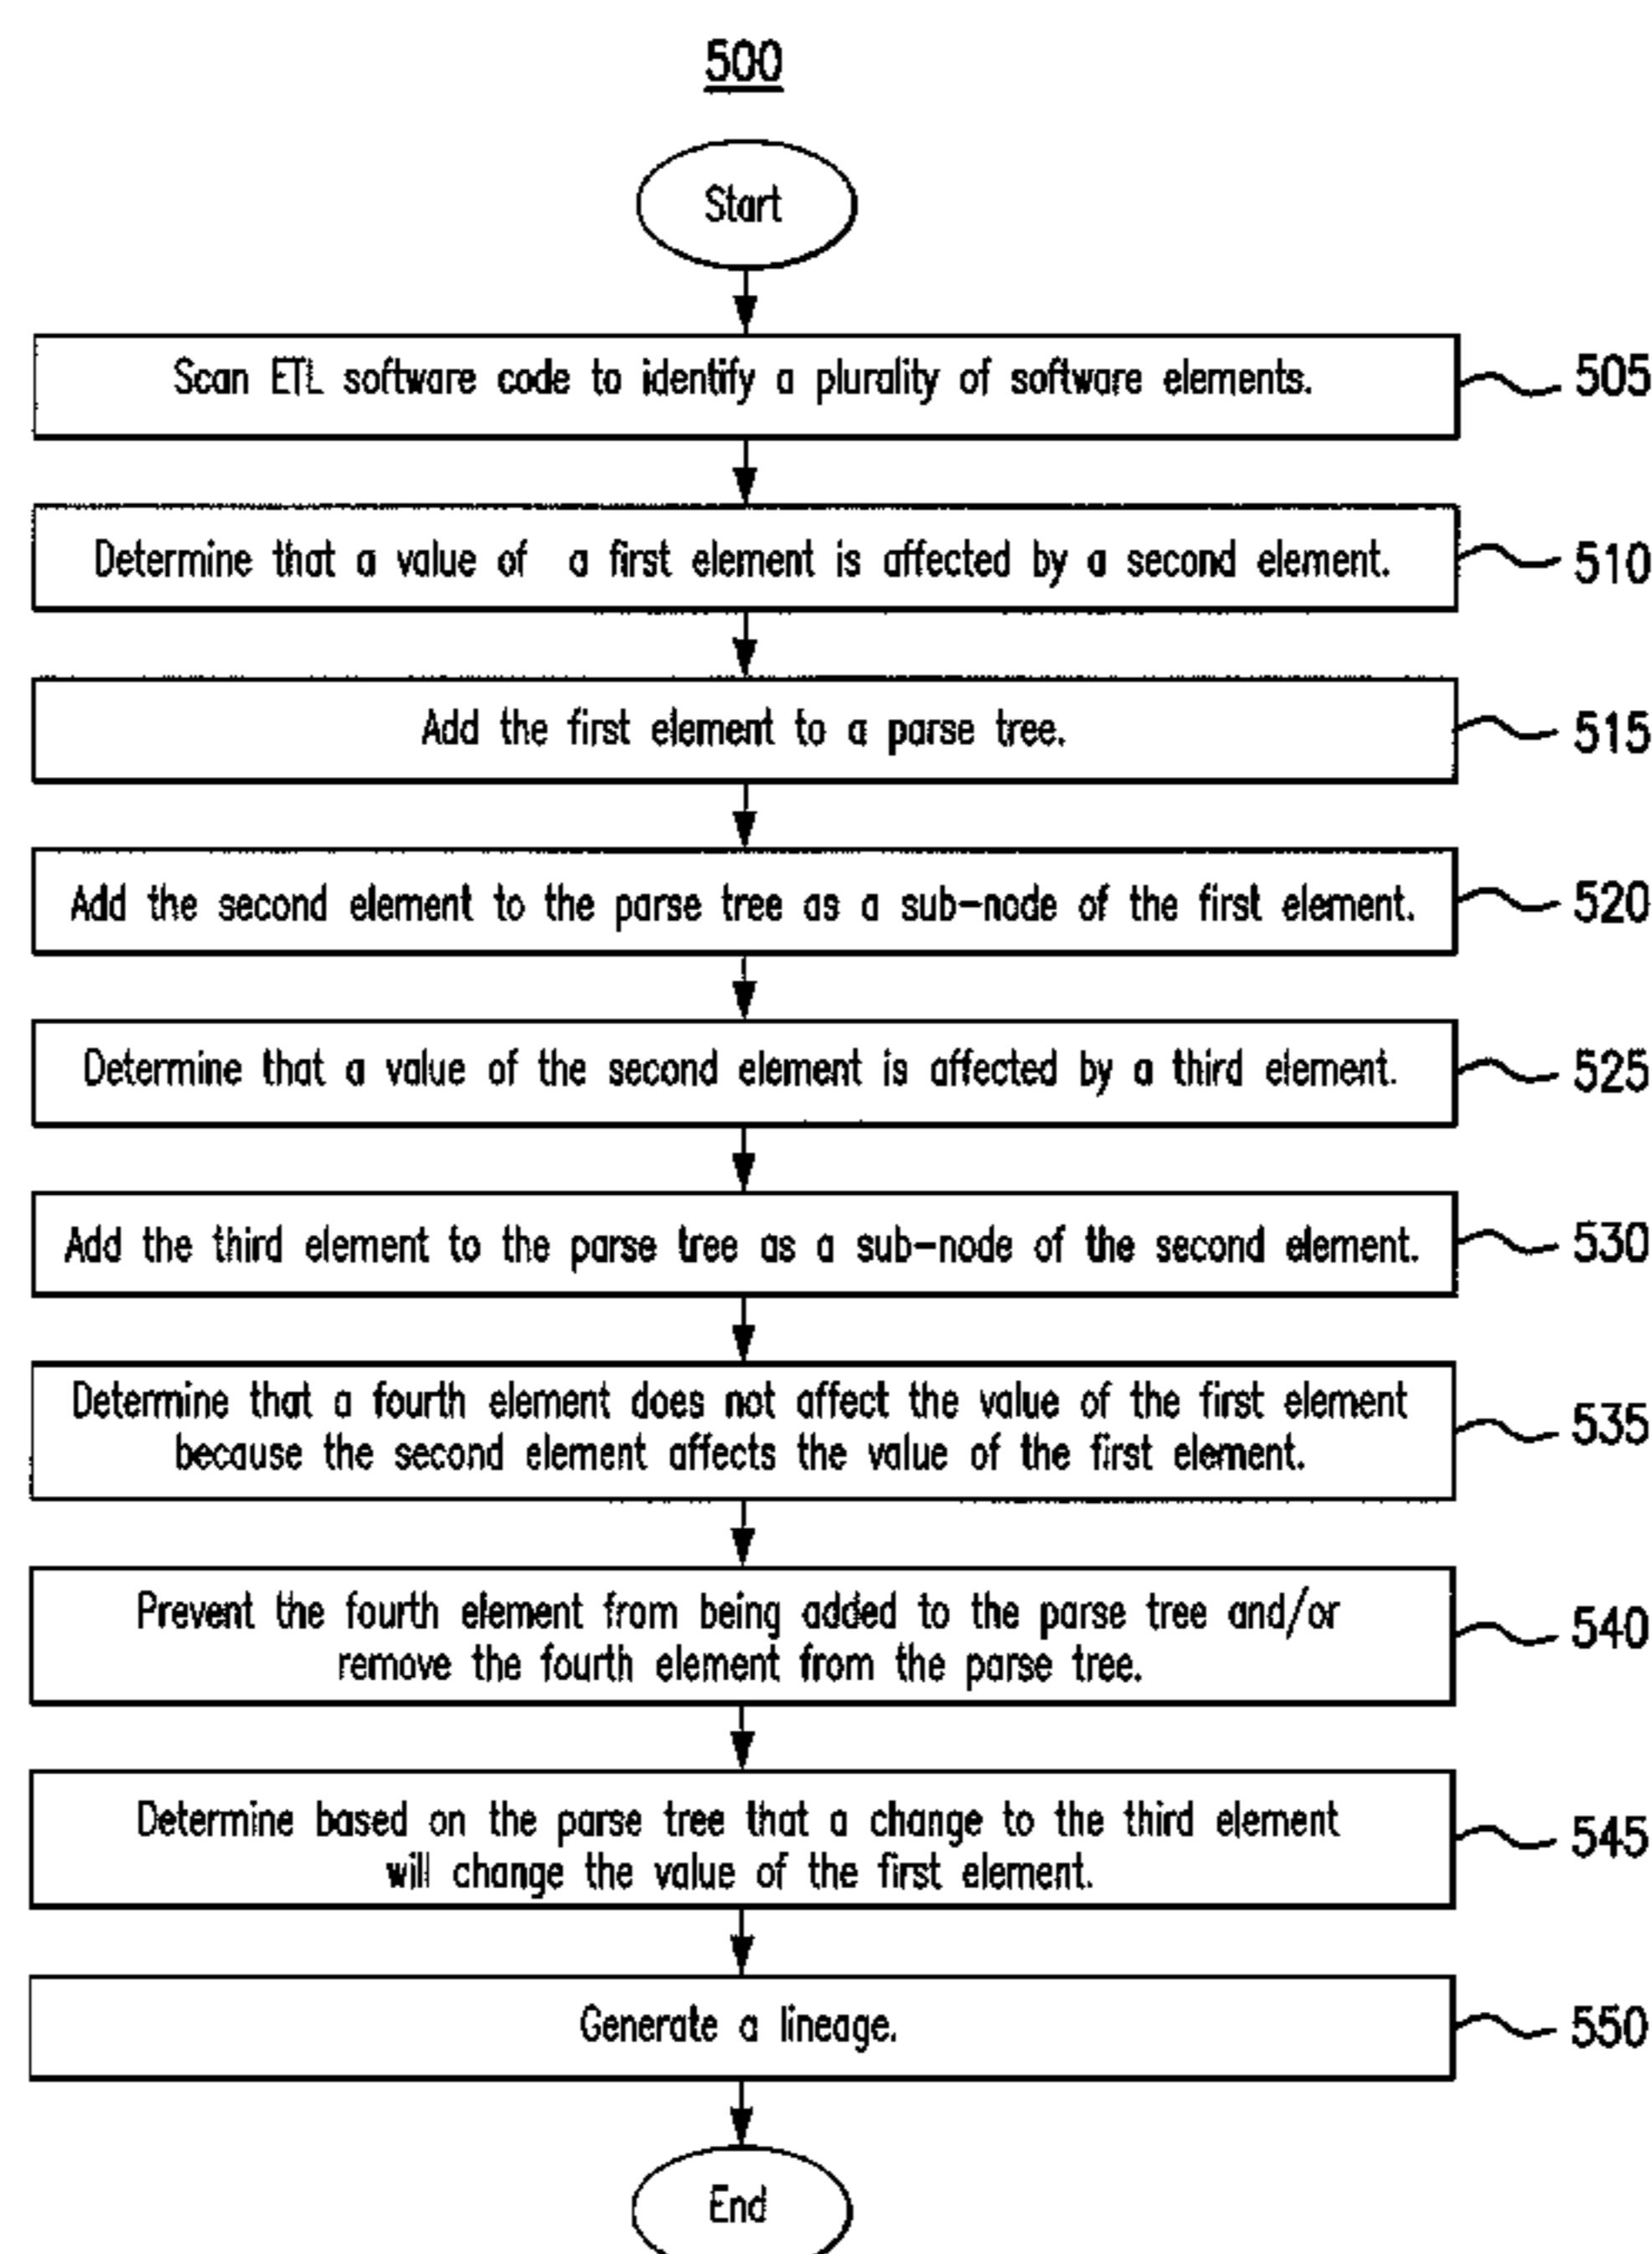 500
Start
Scan ETL software code to identify a plurality of software elements.
505
Determine that a value of a first element is affected by a second element.
510
Add the first element to a parse tree.
515
Add the second element to the parse tree as a sub-node of the first element.
520
Determine that a value of the second element is affected by a third element.
525
Add the third element to the parse tree as a sub-node of the second element.
530
Determine that a fourth element does not affect the value of the first element
because the second element affects the value of the first element.
535
Prevent the fourth element from being added to the parse tree and/or
remove the fourth element from the parse tree.
540
Determine based on the parse tree that a change to the third element
will change the value of the first element.
545
Generate a lineage.
550
End